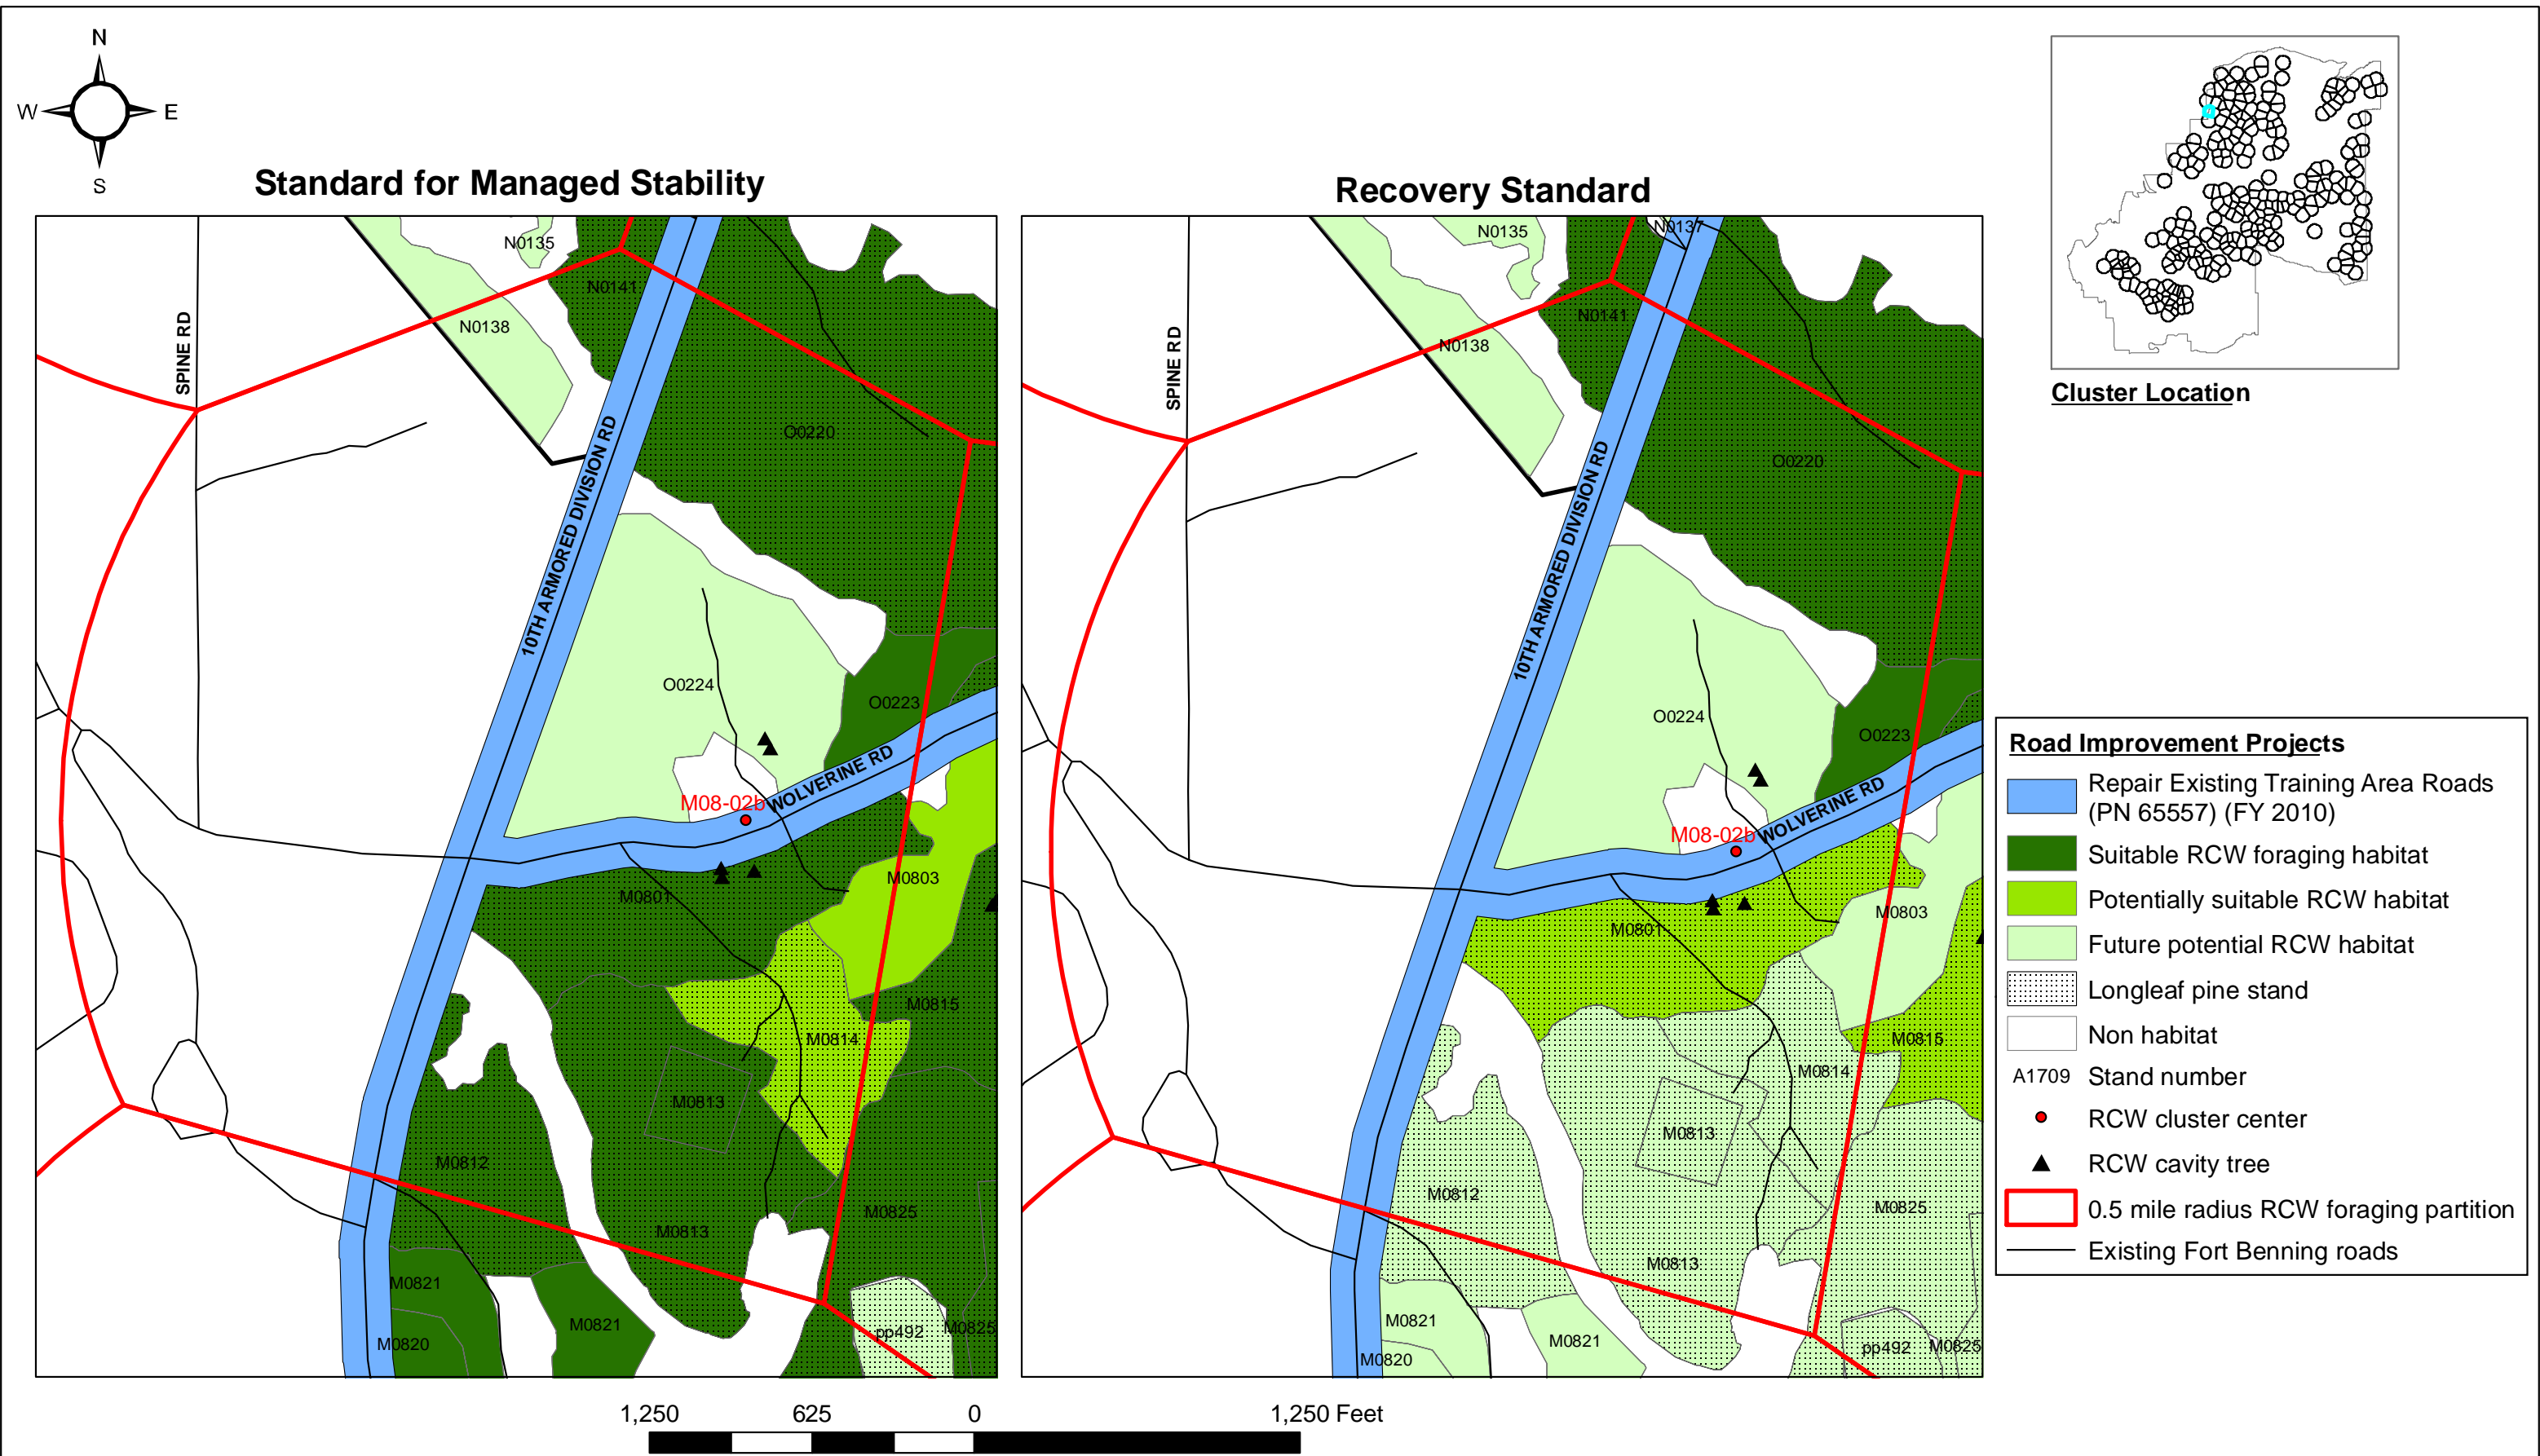 N
W E
S
Standard for Managed Stability
N0135
N0141
N0138
SPINE RD
O0220
10TH ARMORED DIVISION RD
O0224
O0223
M08-02b
WOLVERINE RD
M0801
M0803
M0815
M0814
M0813
M0812
M0825
M0813
M0821
M0821
M0820
pp492
M0825
Recovery Standard
N0135
N0137
N0141
N0138
SPINE RD
O0220
10TH ARMORED DIVISION RD
O0224
O0223
M08-02b
WOLVERINE RD
M0801
M0803
M0815
M0814
M0813
M0812
M0825
M0813
M0821
M0821
M0820
pp492
M0825
Cluster Location
Road Improvement Projects
Repair Existing Training Area Roads
(PN 65557) (FY 2010)
Suitable RCW foraging habitat
Potentially suitable RCW habitat
Future potential RCW habitat
Longleaf pine stand
Non habitat
A1709 Stand number
RCW cluster center
RCW cavity tree
0.5 mile radius RCW foraging partition
Existing Fort Benning roads
1,250 625 0 1,250 Feet